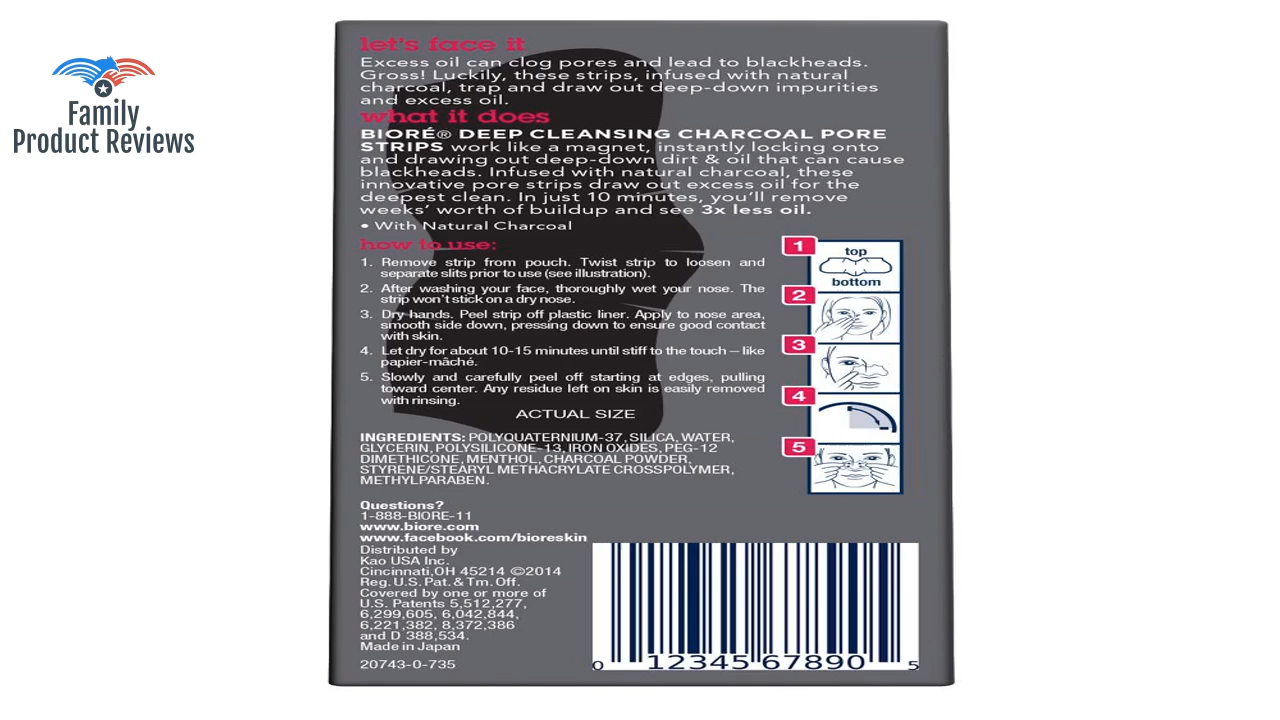 Family
Product Reviews
let's face it
Excess oil can clog pores and lead to blackheads.
Gross! Luckily, these strips, infused with natural
charcoal, trap and draw out deep-down impurities
and excess oil.
what it does
BIORÉ® DEEP CLEANSING CHARCOAL PORE
STRIPS work like a magnet, instantly locking onto
and drawing out deep-down dirt & oil that can cause
blackheads. Infused with natural charcoal, these
innovative pore strips draw out excess oil for the
deepest clean. In just 10 minutes, you'll remove
weeks' worth of buildup and see 3x less oil.
• With Natural Charcoal
how to use:
1. Remove strip from pouch. Twist strip to loosen and
separate slits prior to use (see illustration).
2. After washing your face, thoroughly wet your nose. The
strip won't stick on a dry nose.
3. Dry hands. Peel strip off plastic liner. Apply to nose area,
smooth side down, pressing down to ensure good contact
with skin.
4. Let dry for about 10-15 minutes until stiff to the touch – like
papier-mâché.
5. Slowly and carefully peel off starting at edges, pulling
toward center. Any residue left on skin is easily removed
with rinsing.
ACTUAL SIZE
1
top
bottom
2
3
4
5
INGREDIENTS: POLYQUATERNIUM-37, SILICA, WATER,
GLYCERIN, POLYSILICONE-13, IRON OXIDES, PEG-12
DIMETHICONE, MENTHOL, CHARCOAL POWDER,
STYRENE/STEARYL METHACRYLATE CROSSPOLYMER,
METHYLPARABEN.
Questions?
1-888-BIORE-11
www.biore.com
www.facebook.com/bioreskin
Distributed by
Kao USA Inc.
Cincinnati,OH 45214 ©2014
Reg. U.S. Pat. & Tm. Off.
Covered by one or more of
U.S. Patents 5,512,277,
6,299,605, 6,042,844,
6,221,382, 8,372,386
and D 388,534.
Made in Japan
20743-0-735
0 12345 67890 5